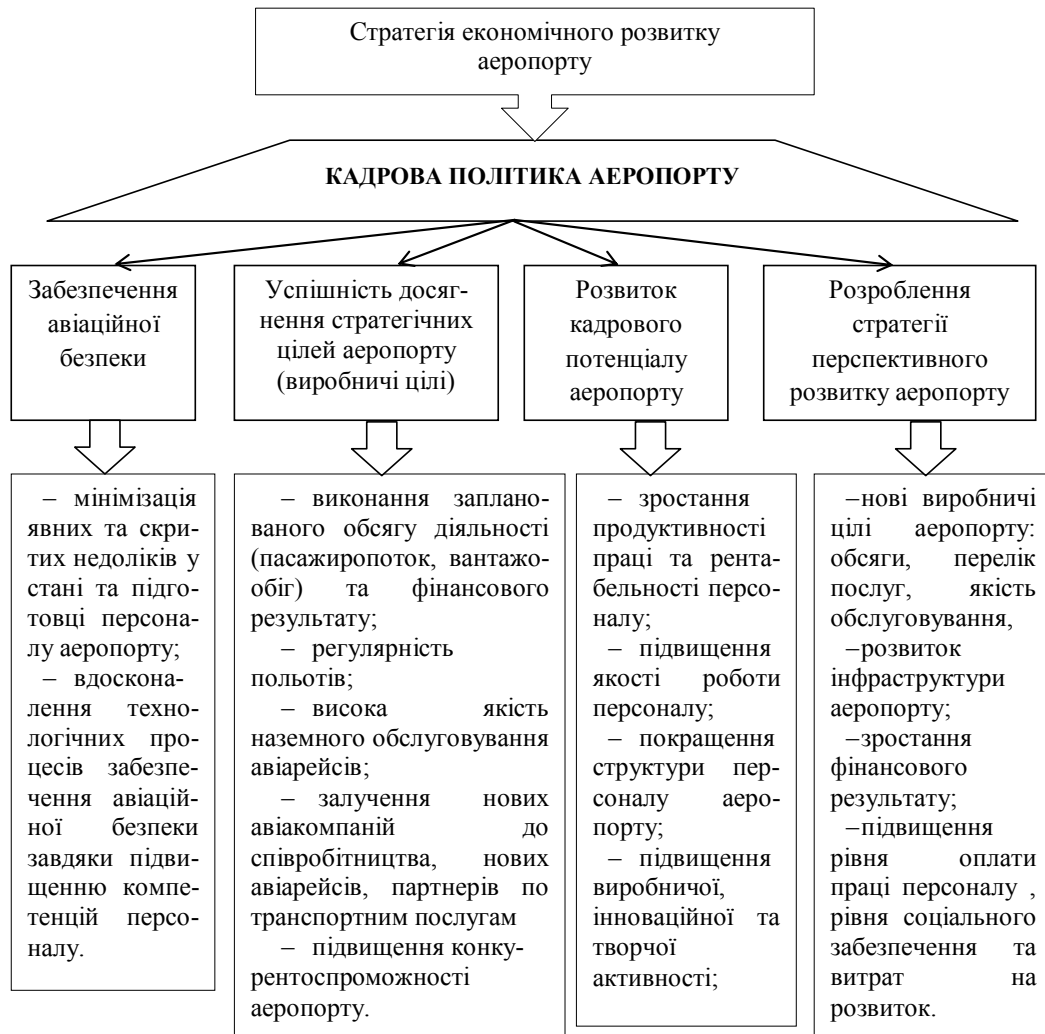 Стратегія економічного розвитку
аеропорту
КАДРОВА ПОЛІТИКА АЕРОПОРТУ
Забезпечення
авіаційної
безпеки
Успішність досяг-
нення стратегічних
цілей аеропорту
(виробничі цілі)
Розвиток
кадрового
потенціалу
аеропорту
Розроблення
стратегії
перспективного
розвитку аеропорту
– мінімізація
явних та скри-
тих недоліків у
стані та підго-
товці персона-
лу аеропорту;
– вдоскона-
лення техно-
логічних про-
цесів забезпе-
чення авіацій-
ної безпеки
завдяки підви-
щенню компе-
тенцій персо-
налу.
– виконання заплано-
ваного обсягу діяльності
(пасажиропоток, вантажо-
обіг) та фінансового
результату;
– регулярність
польотів;
– висока якість
наземного обслуговування
авіарейсів;
– залучення нових
авіакомпаній до
співробітництва, нових
авіарейсів, партнерів по
транспортним послугам
– підвищення конку-
рентоспроможності
аеропорту.
– зростання
продуктивності
праці та рента-
бельності персо-
налу;
– підвищення
якості роботи
персоналу;
– покращення
структури пер-
соналу аеро-
порту;
– підвищення
виробничої,
інноваційної та
творчої
активності;
–нові виробничі
цілі аеропорту:
обсяги, перелік
послуг, якість
обслуговування,
–розвиток
інфраструктури
аеропорту;
–зростання
фінансового
результату;
–підвищення
рівня оплати
праці персоналу ,
рівня соціального
забезпечення та
витрат на
розвиток.